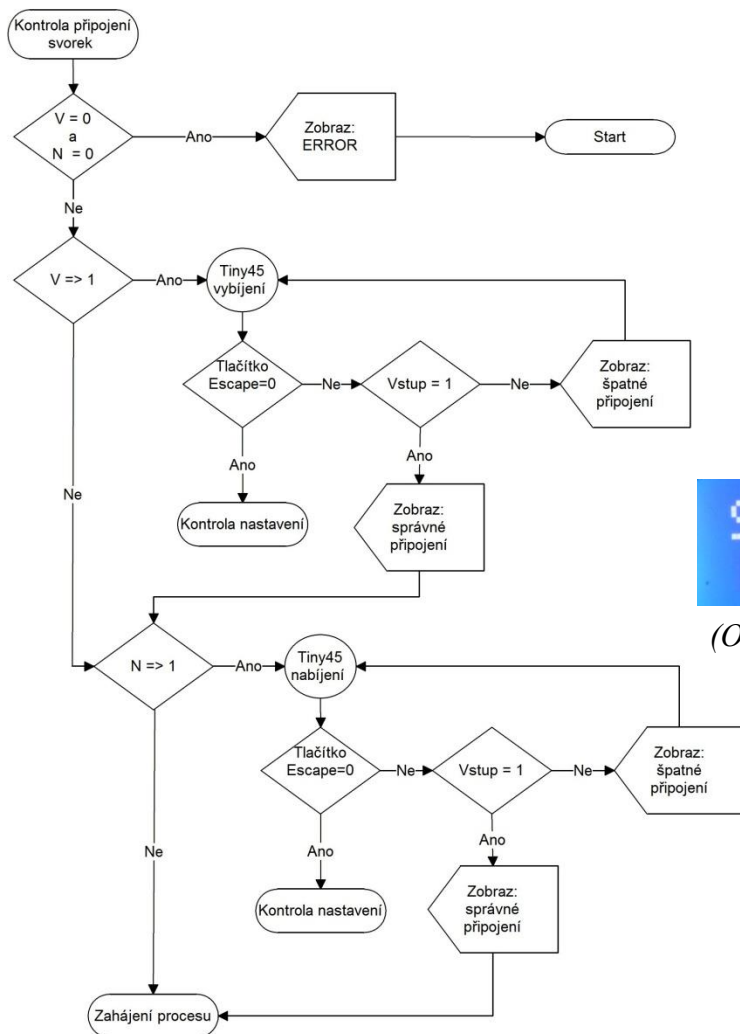 Kontrola připojení
svorek
V = 0
a
N = 0
Ano
Zobraz:
ERROR
Start
Ne
V => 1
Ano
Tiny45
vybíjení
Tlačítko
Escape=0
Ne
Vstup = 1
Ne
Zobraz:
špatné
připojení
Ano
Ano
Ne
Kontrola nastavení
Zobraz:
správné
připojení
(O
N => 1
Ano
Tiny45
nabíjení
Tlačítko
Escape=0
Ne
Vstup = 1
Ne
Zobraz:
špatné
připojení
Ne
Ano
Ano
Kontrola nastavení
Zobraz:
správné
připojení
Zahájení procesu